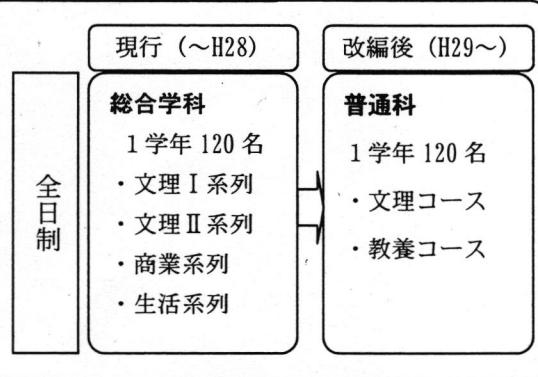 現行（～H28）
改編後（H29～）
全日制
総合学科
1学年 120名
・文理Ⅰ系列
・文理Ⅱ系列
・商業系列
・生活系列
普通科
1学年 120名
・文理コース
・教養コース